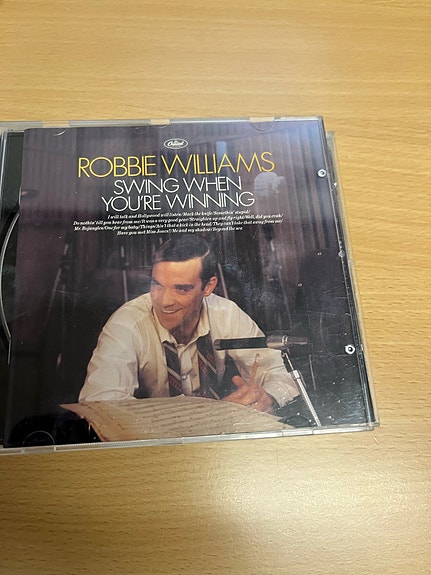 Capitol
ROBBIE WILLIAMS
SWING WHEN
YOU'RE WINNING
I will talk and Hollywood will listen/Mack the knife/Somethin' stupid/
Do nothin' till you hear from me/It was a very good year/Straighten up and fly right/Well, did you evah/
Mr Bojangles/One for my baby/Things/Ain't that a kick in the head/They can't take that away from me/
Have you met Miss Jones?/Me and my shadow/Beyond the sea